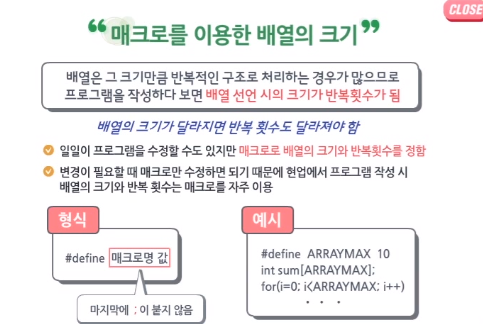 CLOSE
“매크로를 이용한 배열의 크기”
배열은 그 크기만큼 반복적인 구조로 처리하는 경우가 많으므로
프로그램을 작성하다 보면 배열 선언 시의 크기가 반복횟수가 됨
배열의 크기가 달라지면 반복 횟수도 달라져야 함
일일이 프로그램을 수정할 수도 있지만 매크로로 배열의 크기와 반복횟수를 정함
변경이 필요할 때 매크로만 수정하면 되기 때문에 현업에서 프로그램 작성 시
배열의 크기와 반복 횟수는 매크로를 자주 이용
형식
#define 매크로명 값
마지막에 ; 이 붙지 않음
예시
#define ARRAYMAX 10
int sum[ARRAYMAX];
for(i=0; i<ARRAYMAX; i++)
· · ·